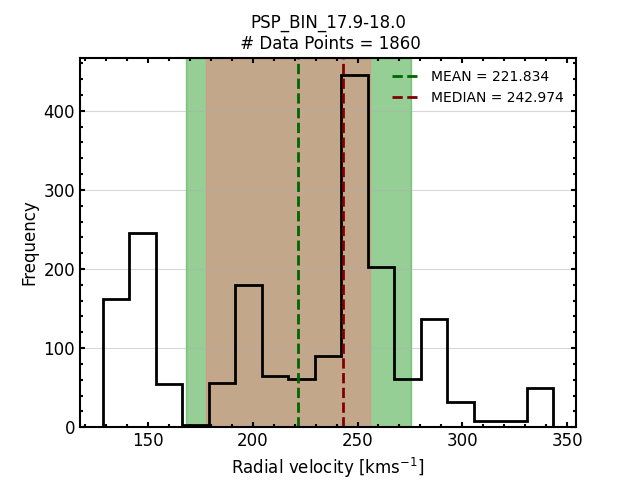 PSP_BIN_17.9-18.0
# Data Points = 1860
MEAN = 221.834
MEDIAN = 242.974
400
300
200
100
0
Frequency
150 200 250 300 350
Radial velocity [kms⁻¹]